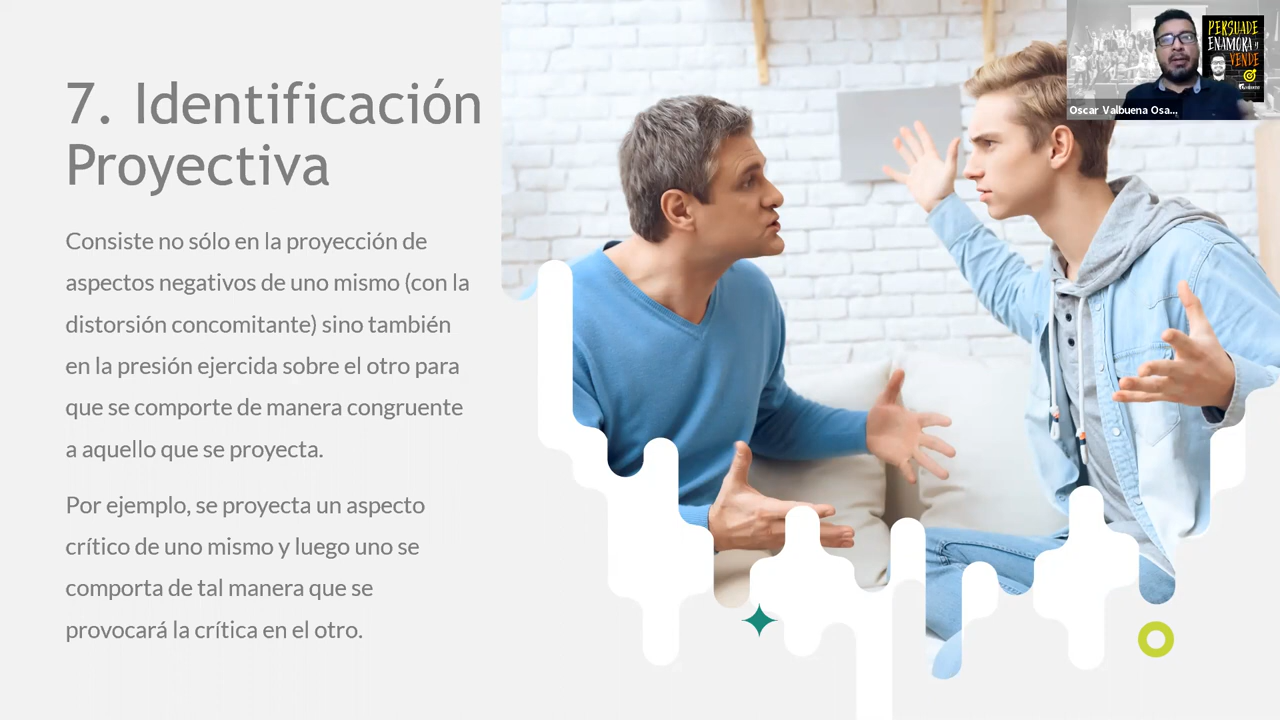 7. Identificación
Proyectiva
Consiste no sólo en la proyección de
aspectos negativos de uno mismo (con la
distorsión concomitante) sino también
en la presión ejercida sobre el otro para
que se comporte de manera congruente
a aquello que se proyecta.
Por ejemplo, se proyecta un aspecto
crítico de uno mismo y luego uno se
comporta de tal manera que se
provocará la crítica en el otro.
PERSUADE
ENAMORA y
VENDE
Oscar Valbuena Osa...